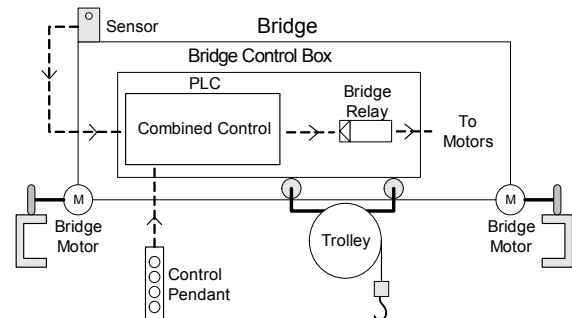 Sensor
Bridge
Bridge Control Box
PLC
Combined Control
Bridge
Relay
To
Motors
M
M
Bridge
Motor
Trolley
Bridge
Motor
Control
Pendant